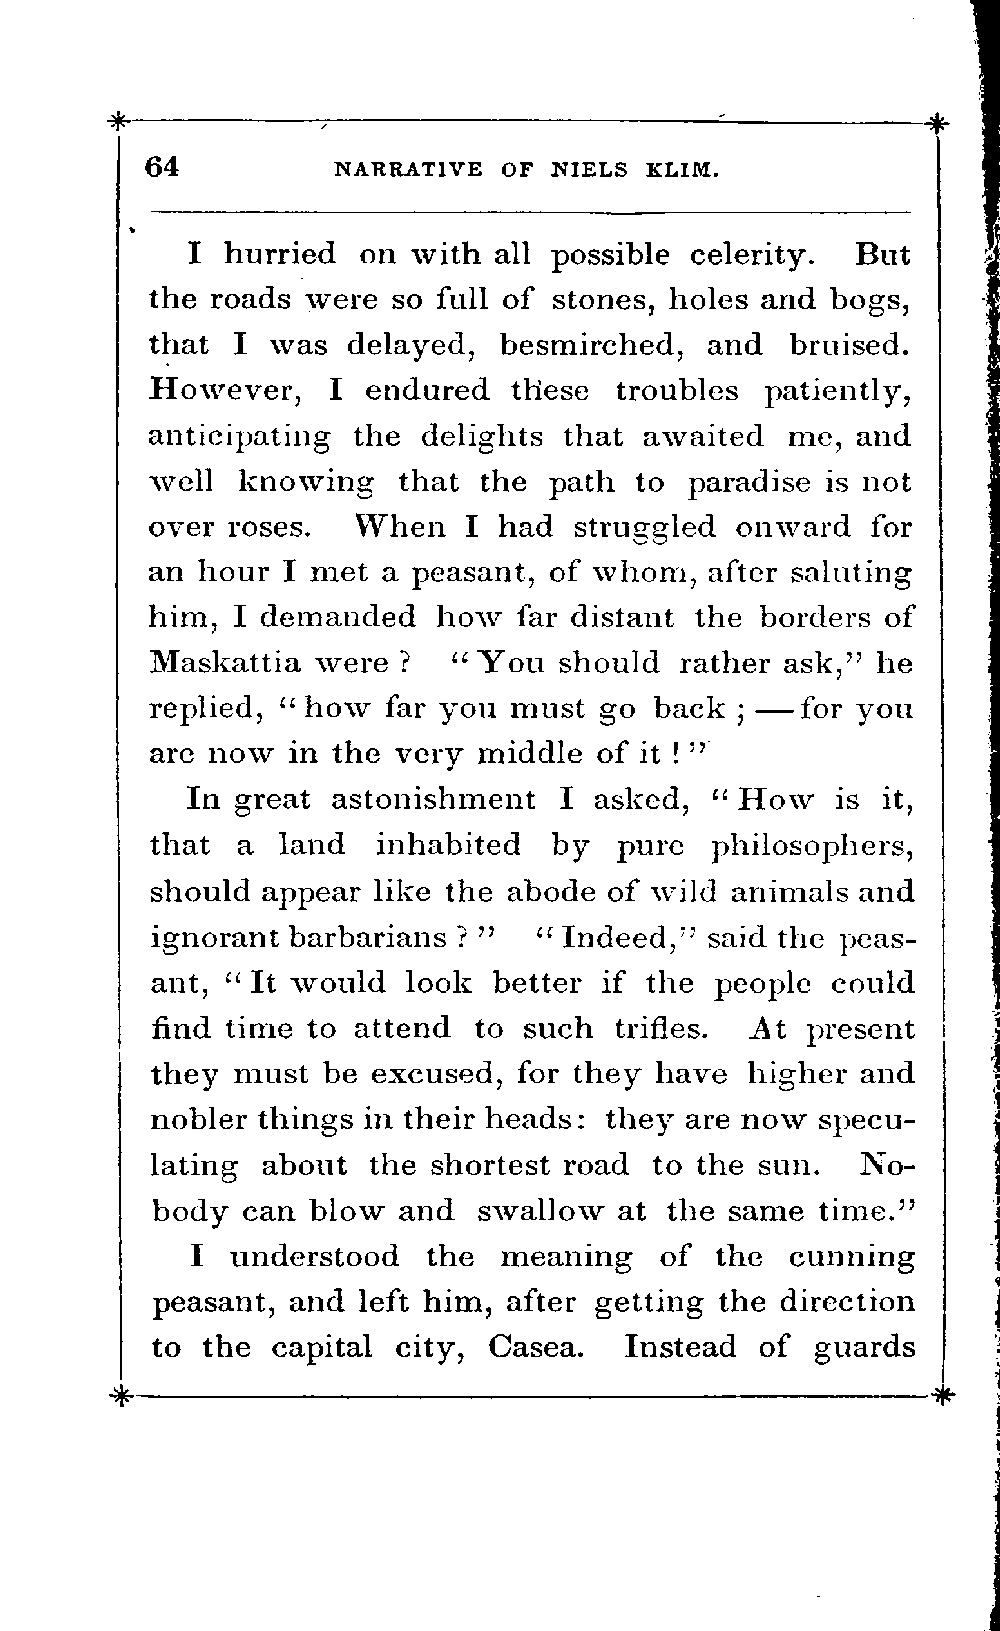 64 NARRATIVE OF NIELS KLIM.
I hurried on with all possible celerity. But
the roads were so full of stones, holes and bogs,
that I was delayed, besmirched, and bruised.
However, I endured these troubles patiently,
anticipating the delights that awaited me, and
well knowing that the path to paradise is not
over roses. When I had struggled onward for
an hour I met a peasant, of whom, after saluting
him, I demanded how far distant the borders of
Maskattia were ? “ You should rather ask,” he
replied, “ how far you must go back ; — for you
are now in the very middle of it ! ”
In great astonishment I asked, “ How is it,
that a land inhabited by pure philosophers,
should appear like the abode of wild animals and
ignorant barbarians ? ” “ Indeed,” said the peas-
ant, “ It would look better if the people could
find time to attend to such trifles. At present
they must be excused, for they have higher and
nobler things in their heads: they are now specu-
lating about the shortest road to the sun. No-
body can blow and swallow at the same time.”
I understood the meaning of the cunning
peasant, and left him, after getting the direction
to the capital city, Casea. Instead of guards